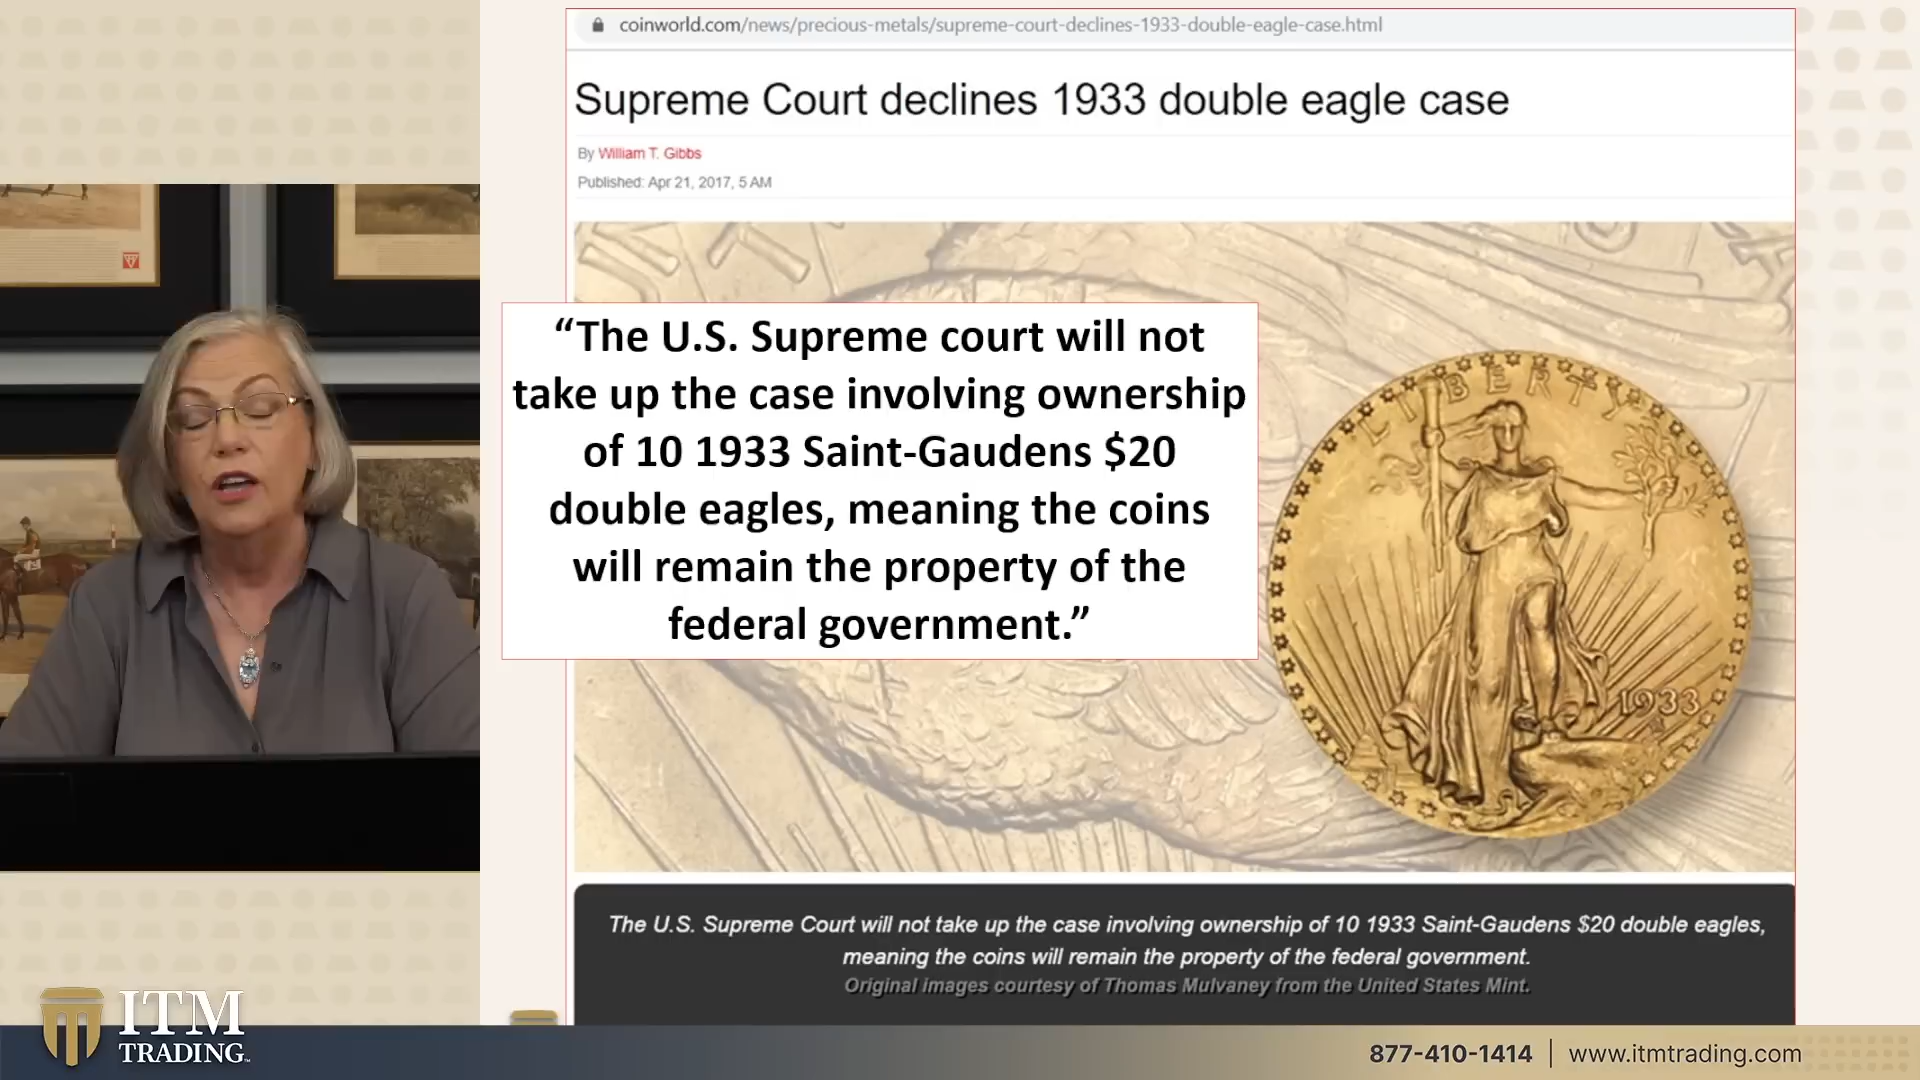 coinworld.com/news/precious-metals/supreme-court-declines-1933-double-eagle-case.html
Supreme Court declines 1933 double eagle case
By William T. Gibbs
Published: Apr 21, 2017, 5 AM
“The U.S. Supreme court will not
take up the case involving ownership
of 10 1933 Saint-Gaudens $20
double eagles, meaning the coins
will remain the property of the
federal government.”
LIBERTY
1933
The U.S. Supreme Court will not take up the case involving ownership of 10 1933 Saint-Gaudens $20 double eagles,
meaning the coins will remain the property of the federal government.
Original images courtesy of Thomas Mulvaney from the United States Mint.
ITM
TRADING
877-410-1414 | www.itmtrading.com